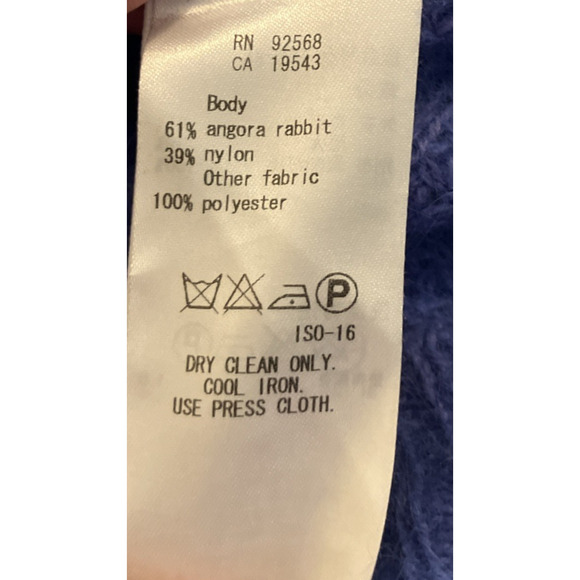 RN 92568
CA 19543
Body
61% angora rabbit
39% nylon
Other fabric
100% polyester
P
ISO-16
DRY CLEAN ONLY.
COOL IRON.
USE PRESS CLOTH.